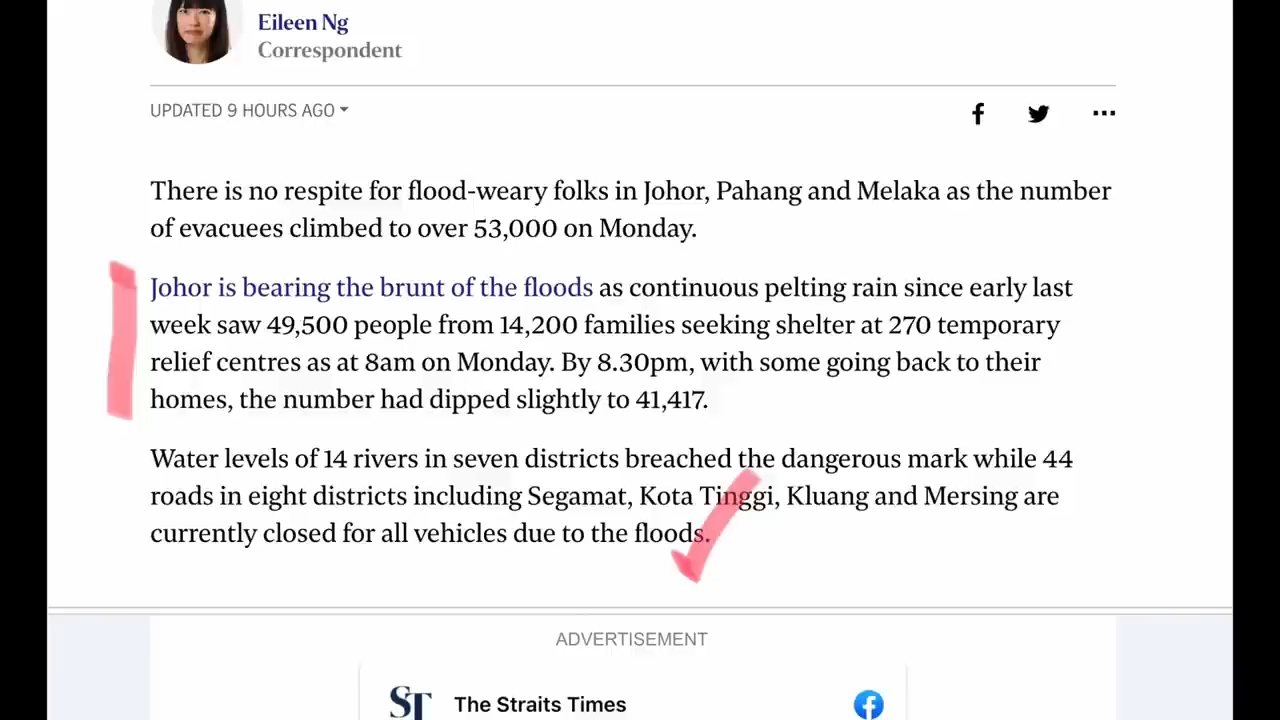 Eileen Ng
Correspondent
UPDATED 9 HOURS AGO
There is no respite for flood-weary folks in Johor, Pahang and Melaka as the number
of evacuees climbed to over 53,000 on Monday.
Johor is bearing the brunt of the floods as continuous pelting rain since early last
week saw 49,500 people from 14,200 families seeking shelter at 270 temporary
relief centres as at 8am on Monday. By 8.30pm, with some going back to their
homes, the number had dipped slightly to 41,417.
Water levels of 14 rivers in seven districts breached the dangerous mark while 44
roads in eight districts including Segamat, Kota Tinggi, Kluang and Mersing are
currently closed for all vehicles due to the floods.
ADVERTISEMENT
ST The Straits Times